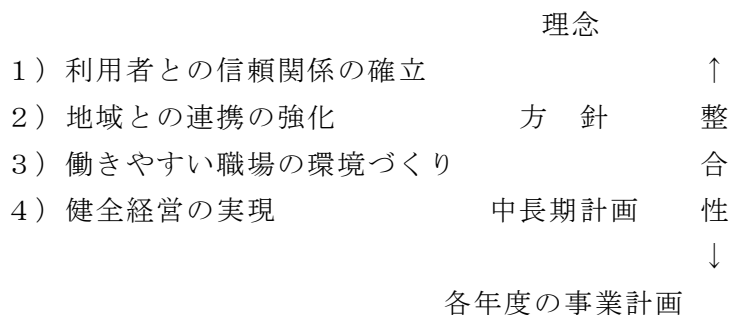 理念
１）利用者との信頼関係の確立 ↑
２）地域との連携の強化 方 針 整
３）働きやすい職場の環境づくり 合
４）健全経営の実現 中長期計画 性
↓
各年度の事業計画